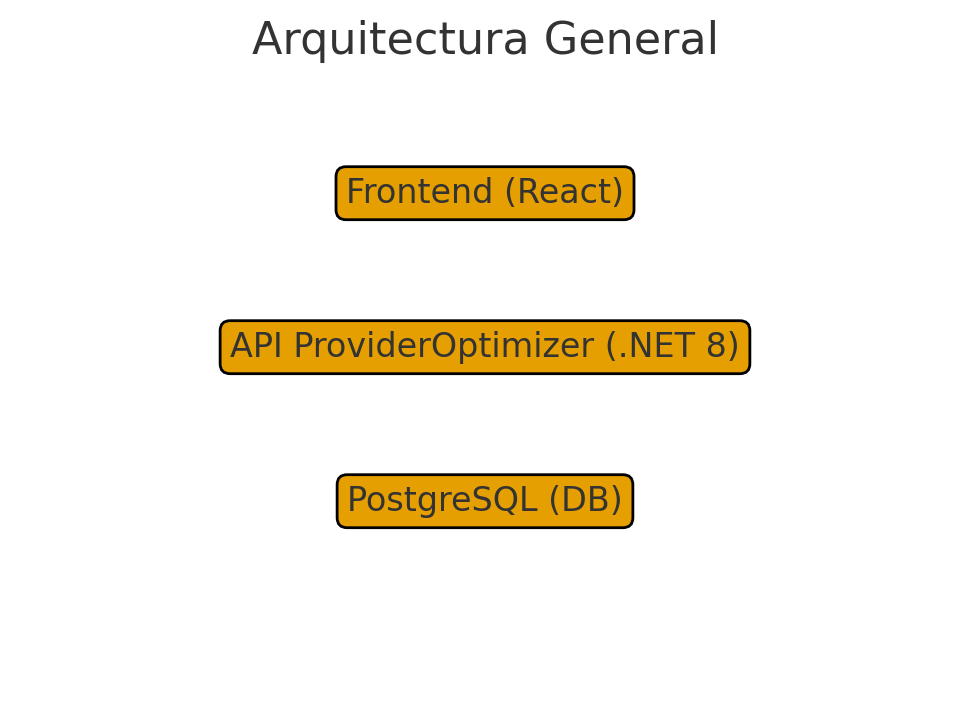 Arquitectura General
Frontend (React)
API ProviderOptimizer (.NET 8)
PostgreSQL (DB)